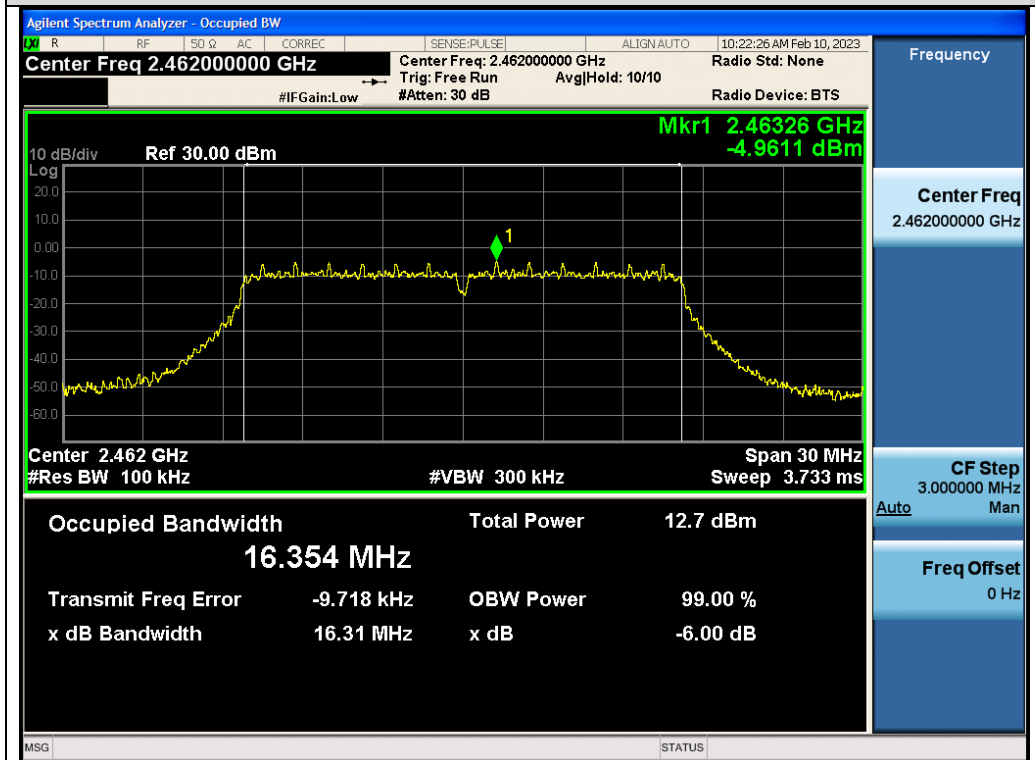 Agilent Spectrum Analyzer - Occupied BW
LXI R RF 50 Ω AC CORREC SENSE:PULSE ALIGN AUTO 10:22:26 AM Feb 10, 2023
Center Freq 2.462000000 GHz
Center Freq: 2.462000000 GHz
Radio Std: None
Trig: Free Run Avg|Hold: 10/10
#IFGain:Low
#Atten: 30 dB
Radio Device: BTS
Mkr1 2.46326 GHz
-4.9611 dBm
10 dB/div Ref 30.00 dBm
Log
20.0
10.0
0.00
-10.0
-20.0
-30.0
-40.0
-50.0
-60.0
1
Center 2.462 GHz Span 30 MHz
#Res BW 100 kHz #VBW 300 kHz Sweep 3.733 ms
Occupied Bandwidth Total Power 12.7 dBm
16.354 MHz
Transmit Freq Error -9.718 kHz OBW Power 99.00 %
x dB Bandwidth 16.31 MHz x dB -6.00 dB
Frequency
Center Freq
2.462000000 GHz
CF Step
3.000000 MHz
Auto Man
Freq Offset
0 Hz
MSG STATUS